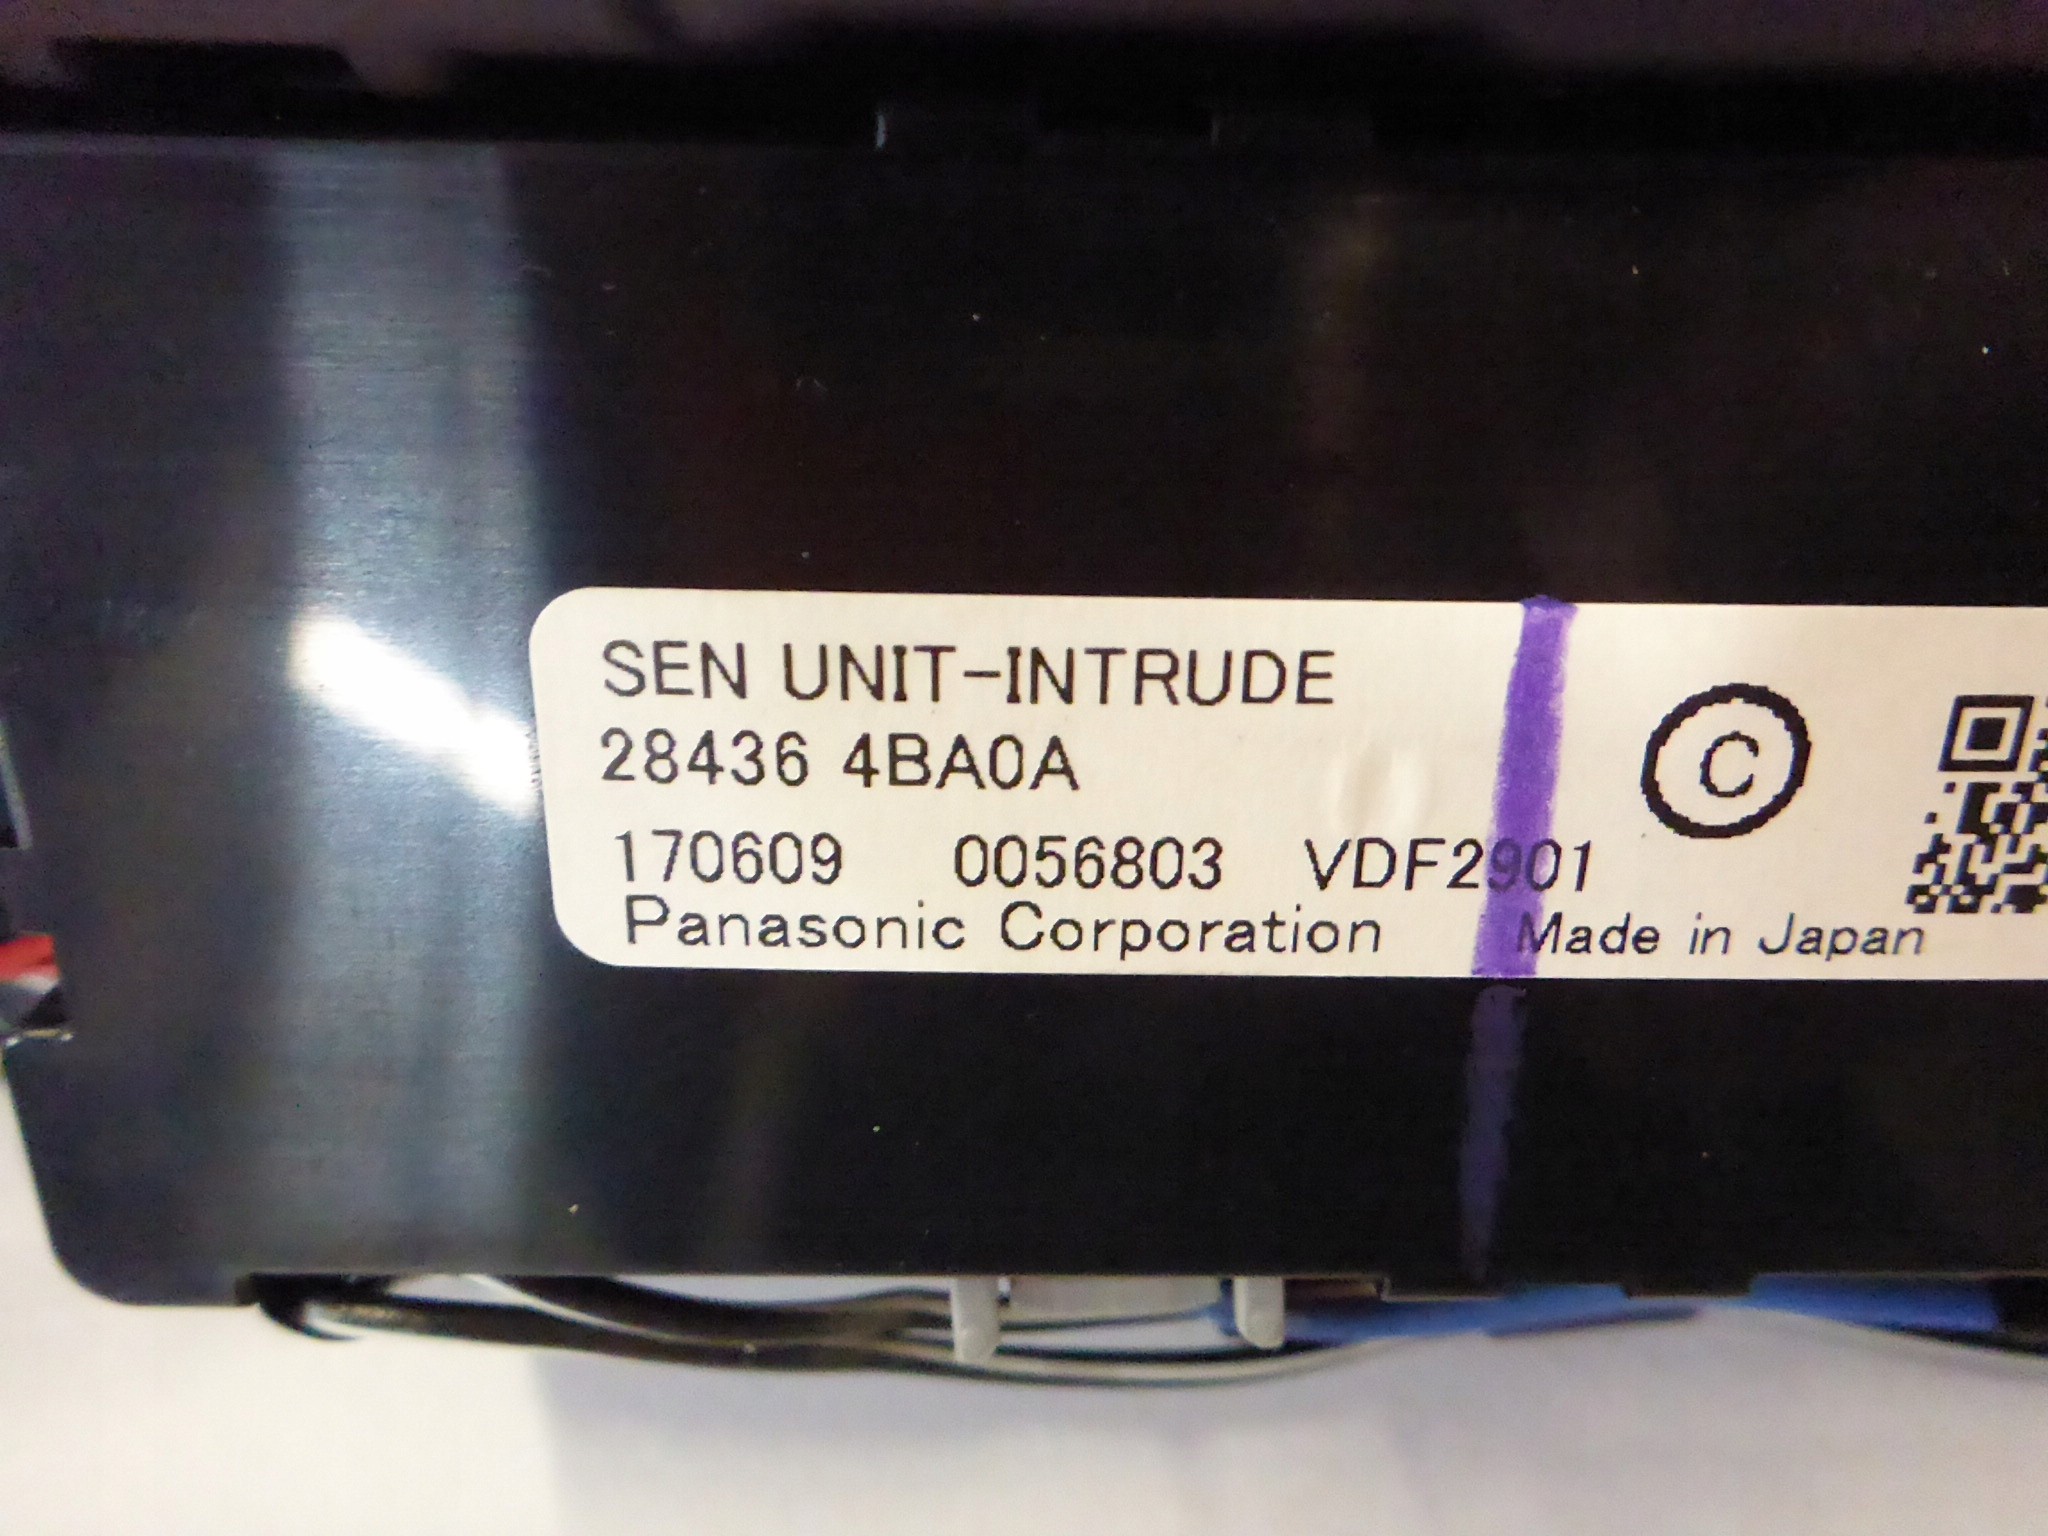 SEN UNIT-INTRUDE
28436 4BA0A
C
170609 0056803 VDF2901
Panasonic Corporation Made in Japan